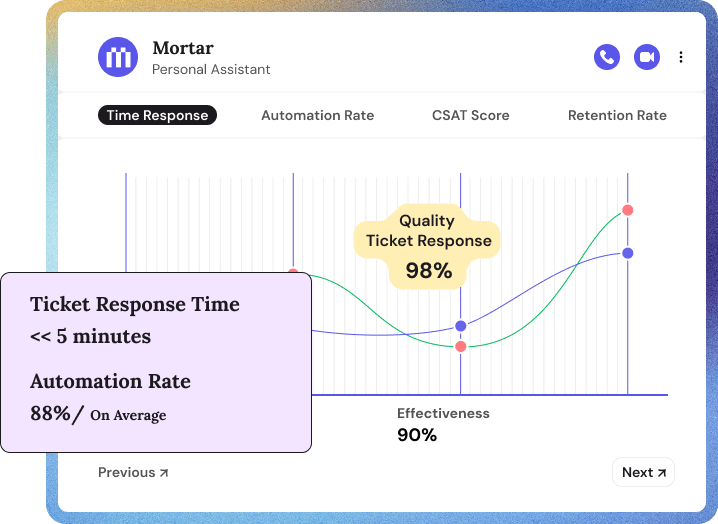 Mortar
Personal Assistant
Time Response
Automation Rate
CSAT Score
Retention Rate
Quality
Ticket Response
98%
Ticket Response Time
<< 5 minutes
Automation Rate
88%/ On Average
Effectiveness
90%
Previous ↗
Next ↗